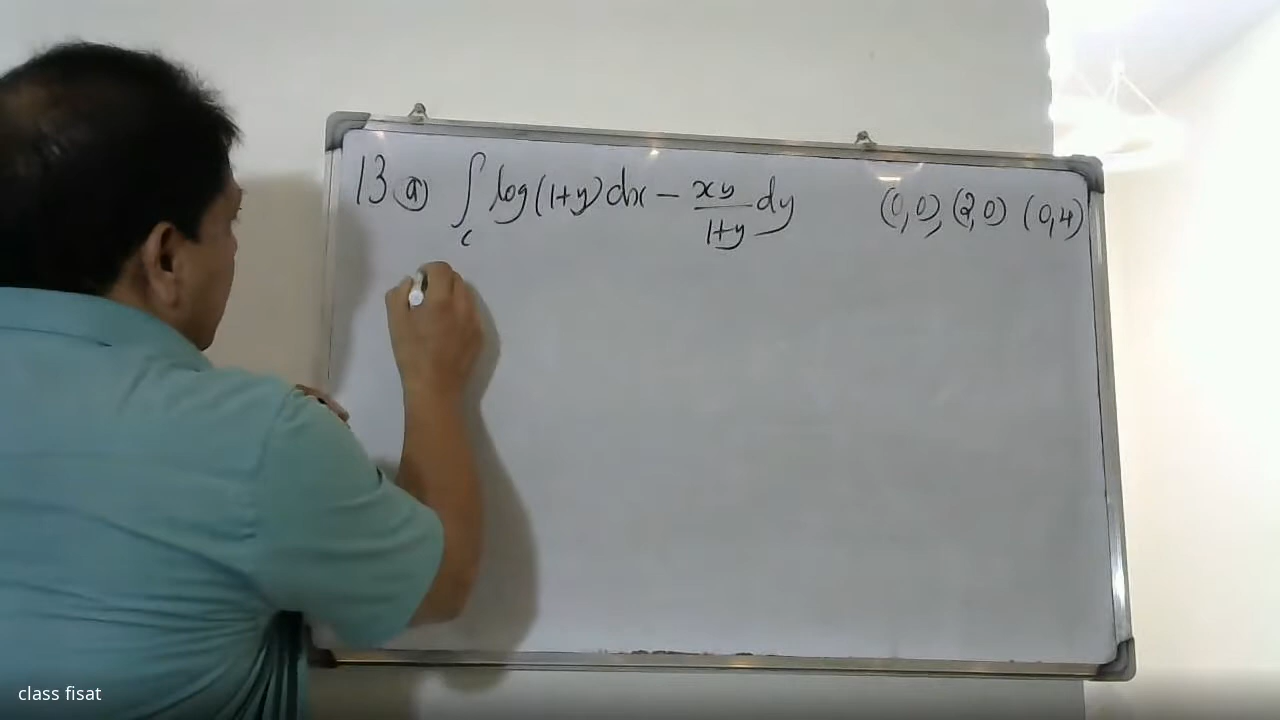 13 (a) ∫_c log(1+y)dx − xy/(1+y) dy (0,0), (2,0) (0,4)
class fisat